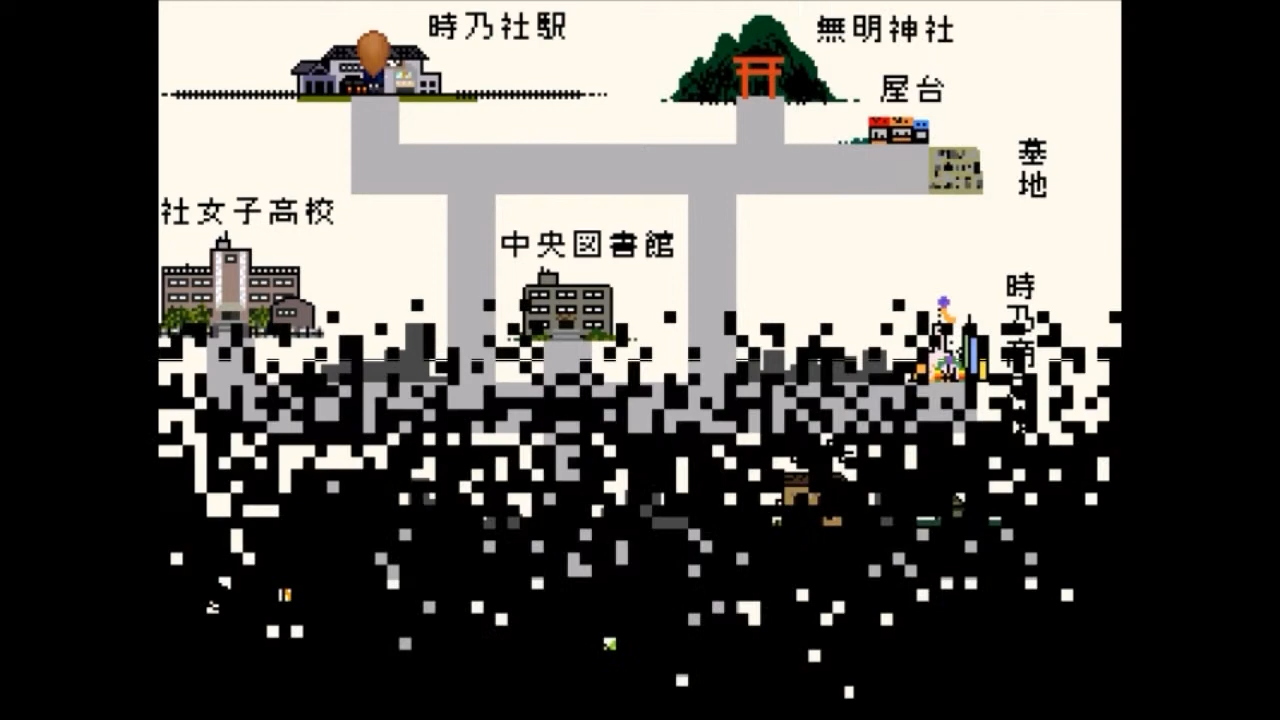 時乃社駅
無明神社
屋台
墓地
社女子高校
中央図書館
時乃商